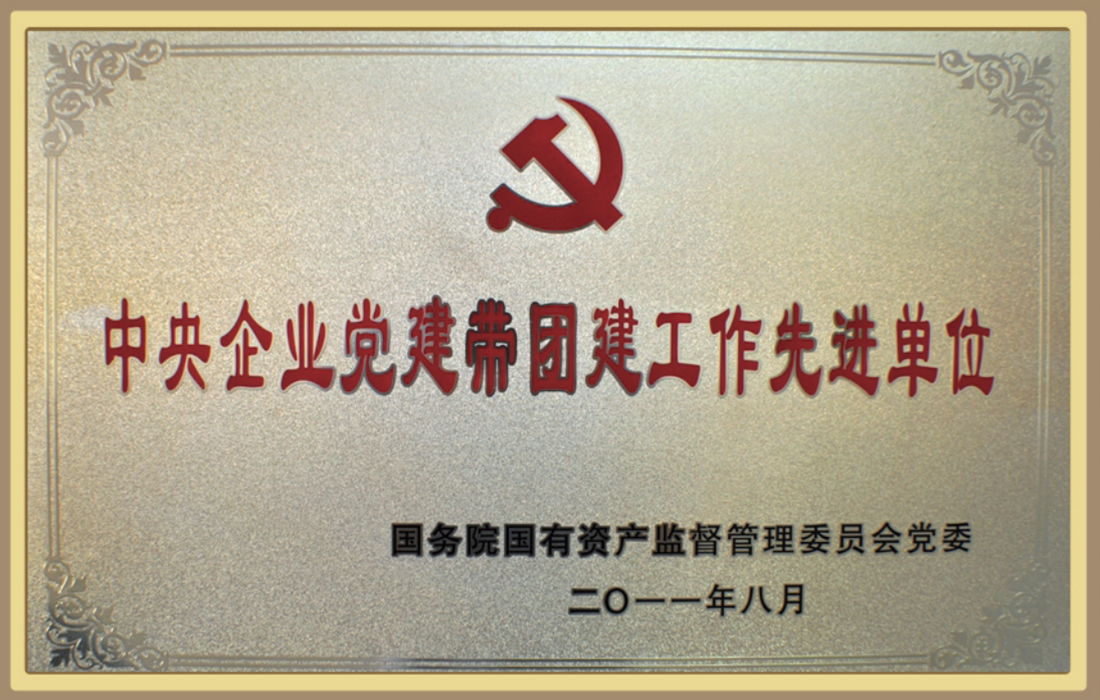 中央企业党建带团建工作先进单位
国务院国有资产监督管理委员会党委
二〇一一年八月